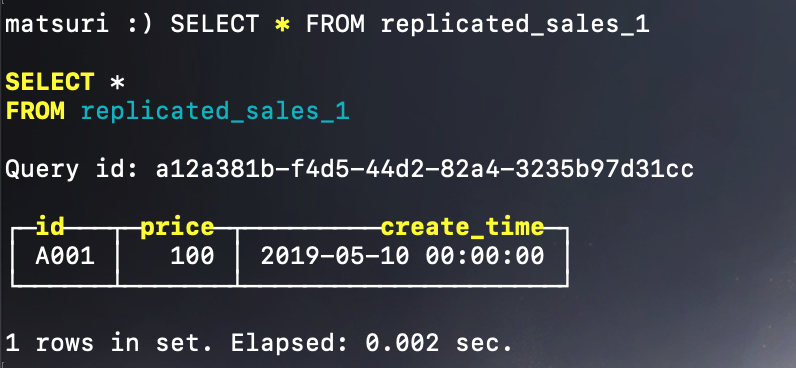 matsuri :) SELECT * FROM replicated_sales_1
SELECT *
FROM replicated_sales_1
Query id: a12a381b-f4d5-44d2-82a4-3235b97d31cc
id price create_time
A001 100 2019-05-10 00:00:00
1 rows in set. Elapsed: 0.002 sec.